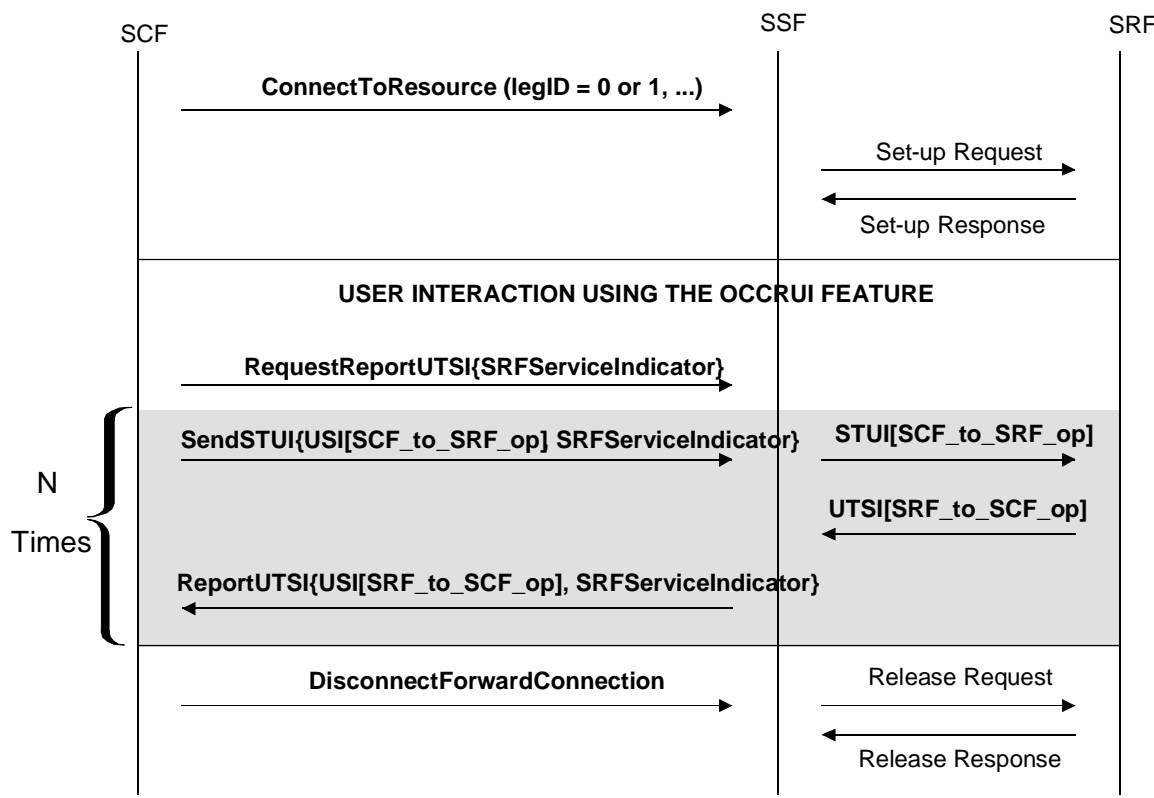 SCF
SSF
SRF
ConnectToResource (legID = 0 or 1, ...)
Set-up Request
Set-up Response
USER INTERACTION USING THE OCCRUI FEATURE
RequestReportUTSI{SRFServiceIndicator}
SendSTUI{USI[SCF_to_SRF_op] SRFServiceIndicator}
STUI[SCF_to_SRF_op]
N
Times
UTSI[SRF_to_SCF_op]
ReportUTSI{USI[SRF_to_SCF_op], SRFServiceIndicator}
DisconnectForwardConnection
Release Request
Release Response